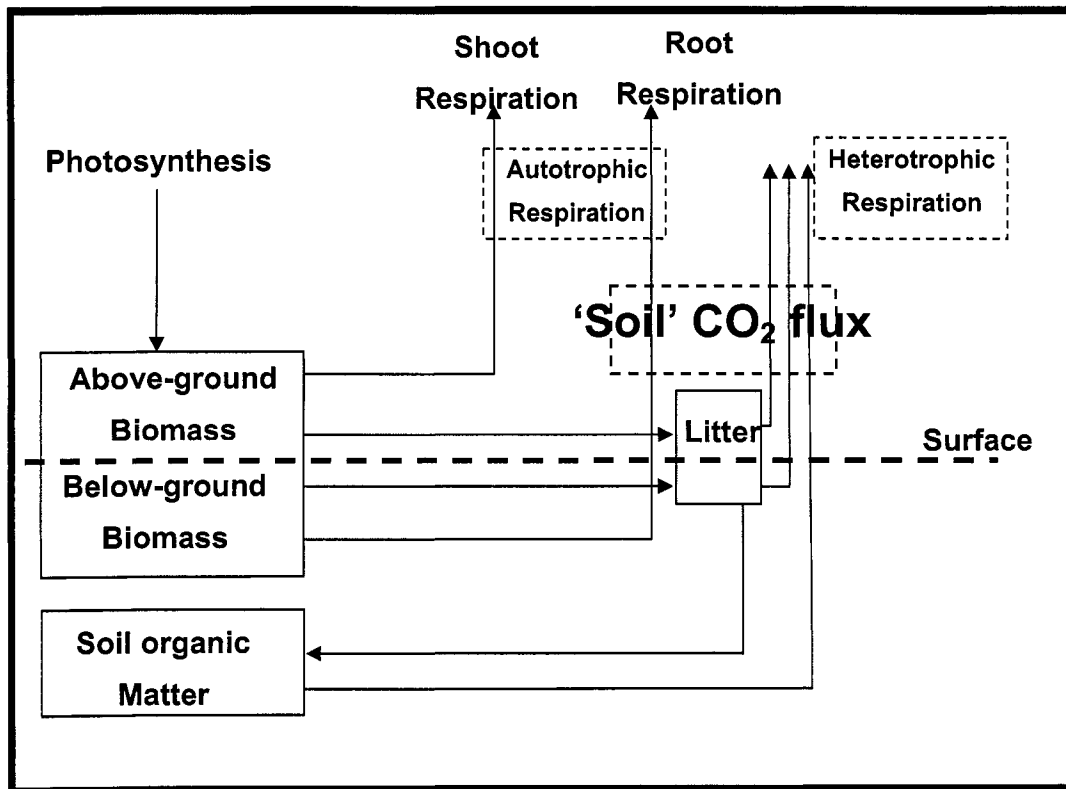 Shoot
Respiration
Root
Respiration
Photosynthesis
Autotrophic
Respiration
Heterotrophic
Respiration
‘Soil’ CO₂ flux
Above-ground
Biomass
Litter
Surface
Below-ground
Biomass
Soil organic
Matter